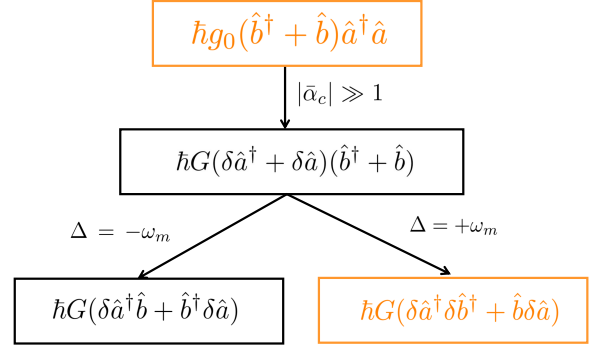 ℏg₀(b̂† + b̂)â†â
|ᾱ_c| ≫ 1
ℏG(δâ† + δâ)(b̂† + b̂)
Δ = −ω_m
Δ = +ω_m
ℏG(δâ†b̂ + b̂†δâ)
ℏG(δâ†δb̂† + b̂δâ)